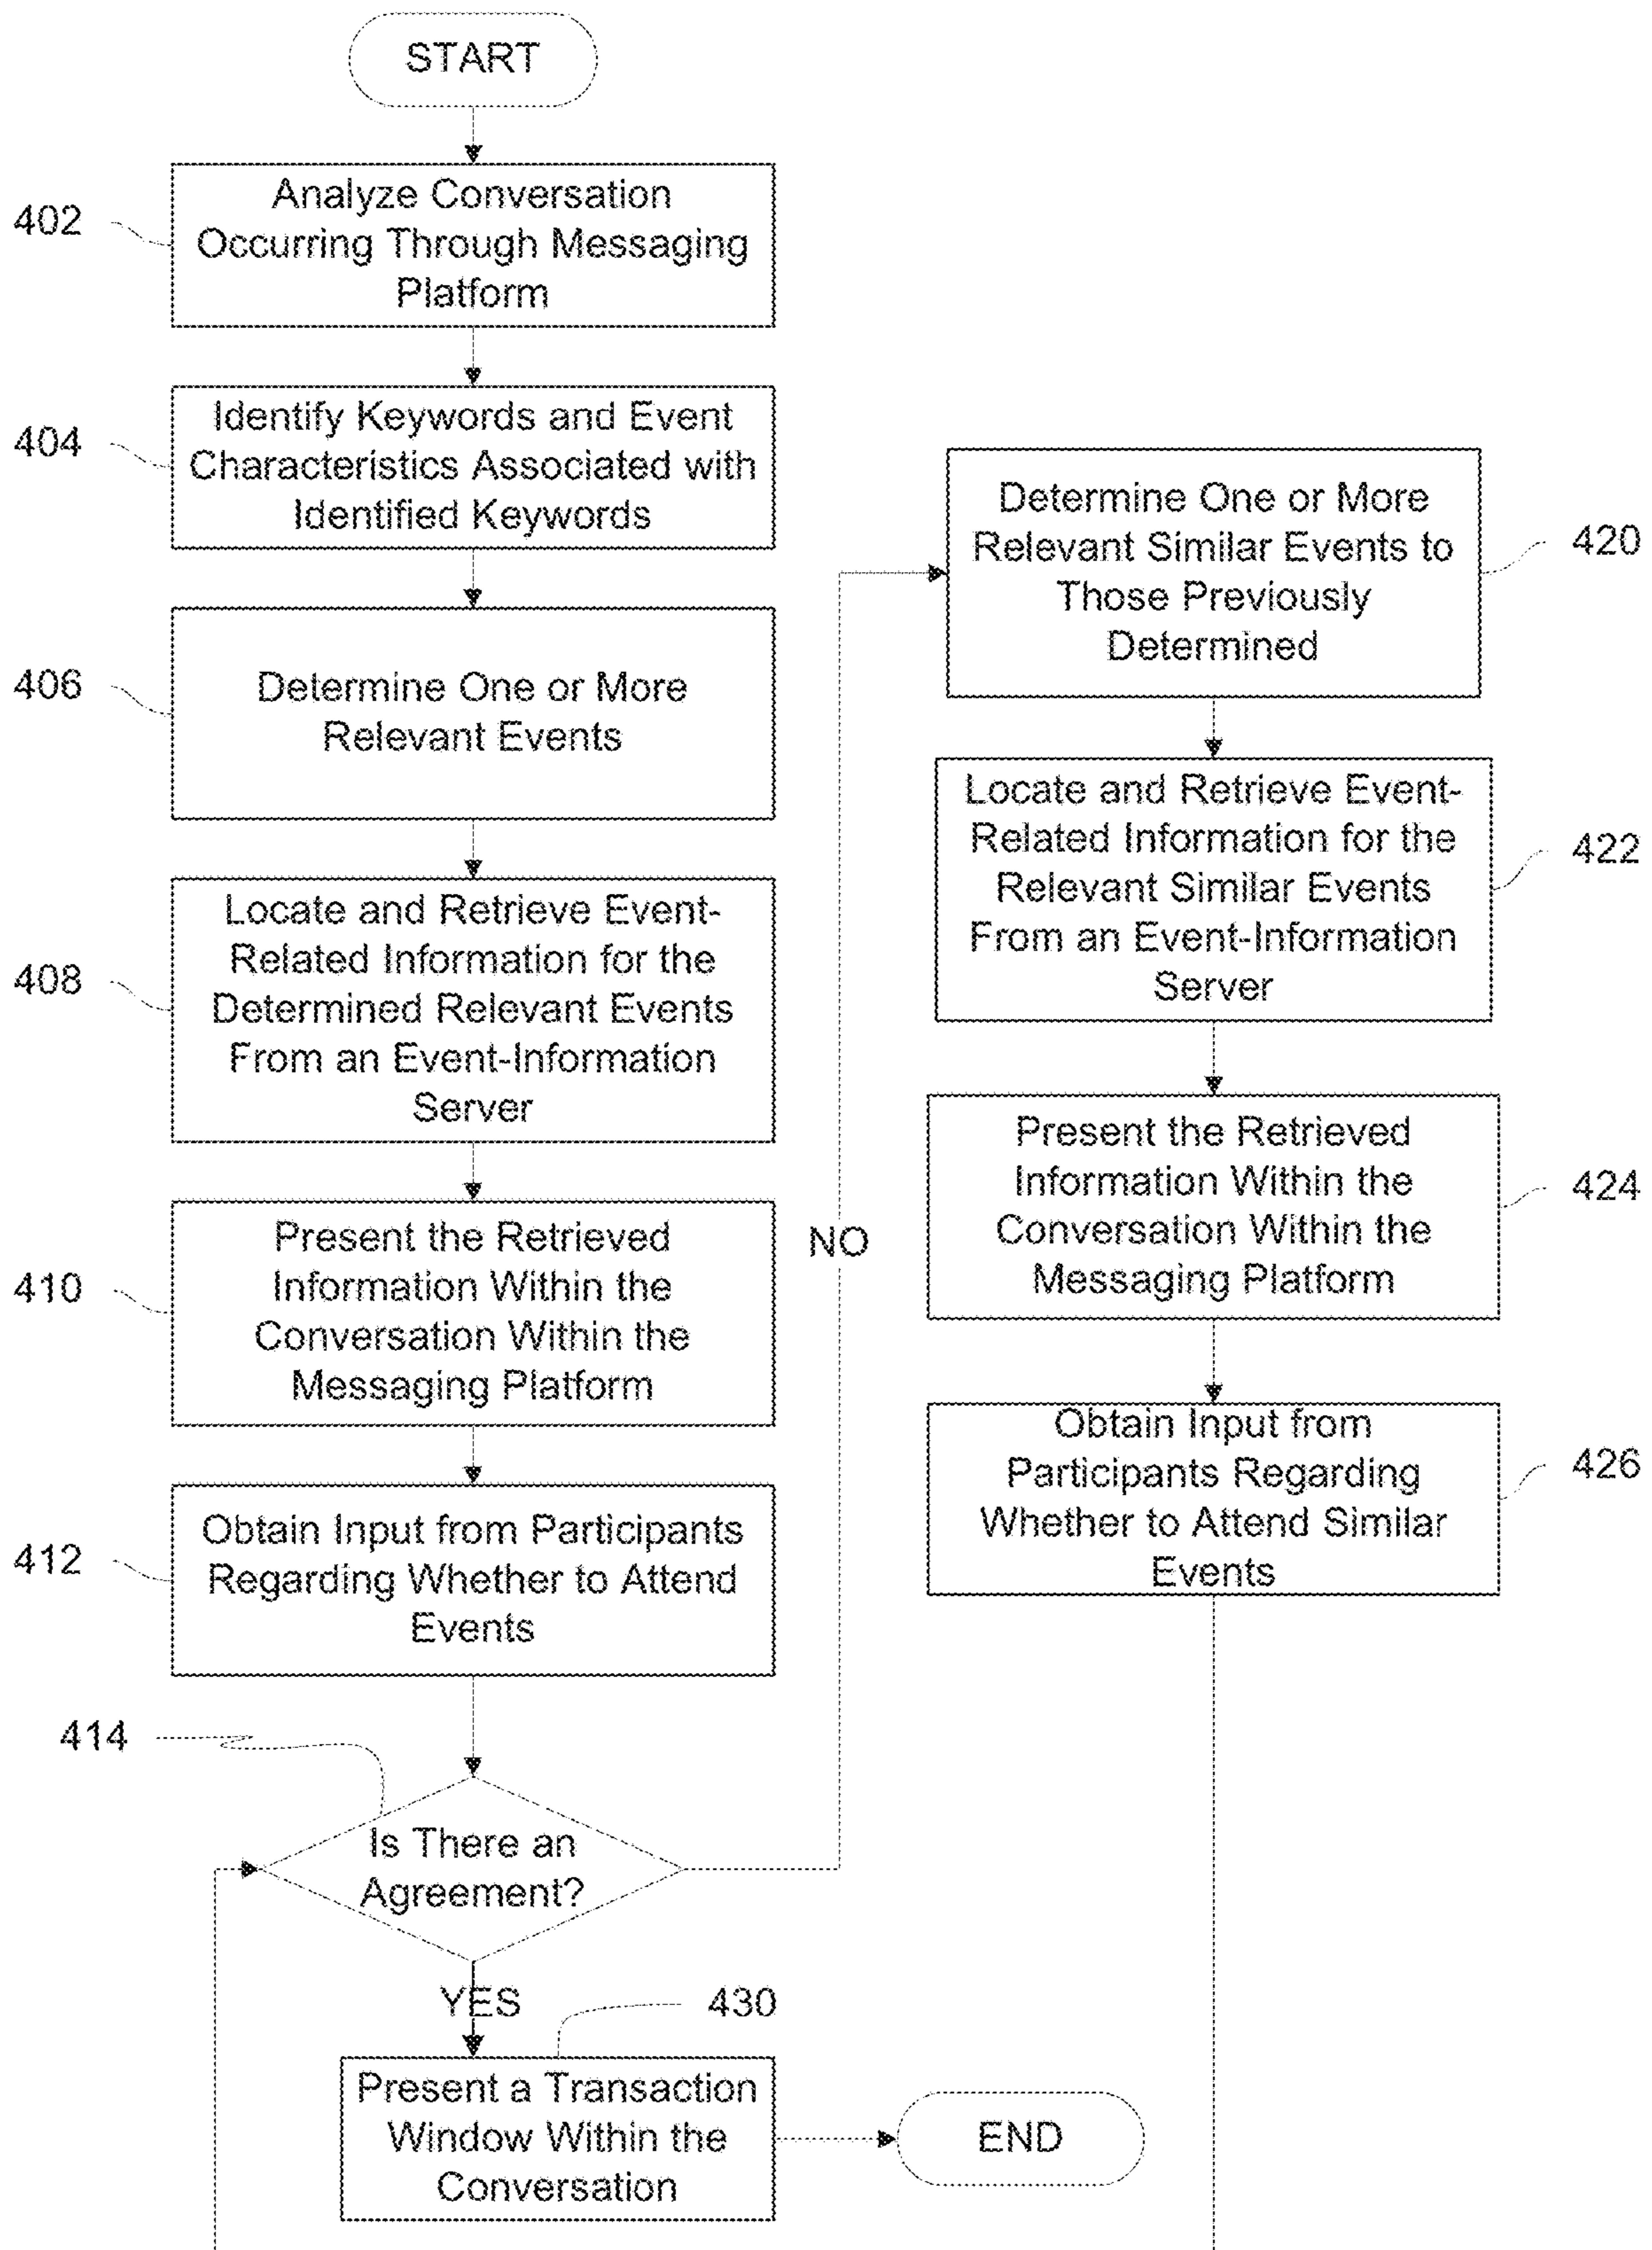 START
402
Analyze Conversation
Occurring Through Messaging
Platform
404
Identify Keywords and Event
Characteristics Associated with
Identified Keywords
406
Determine One or More
Relevant Events
408
Locate and Retrieve Event-
Related Information for the
Determined Relevant Events
From an Event-Information
Server
410
Present the Retrieved
Information Within the
Conversation Within the
Messaging Platform
412
Obtain Input from Participants
Regarding Whether to Attend
Events
414
Is There an
Agreement?
NO
YES
430
Present a Transaction
Window Within the
Conversation
END
Determine One or More
Relevant Similar Events to
Those Previously
Determined
420
Locate and Retrieve Event-
Related Information for the
Relevant Similar Events
From an Event-Information
Server
422
Present the Retrieved
Information Within the
Conversation Within the
Messaging Platform
424
Obtain Input from
Participants Regarding
Whether to Attend Similar
Events
426